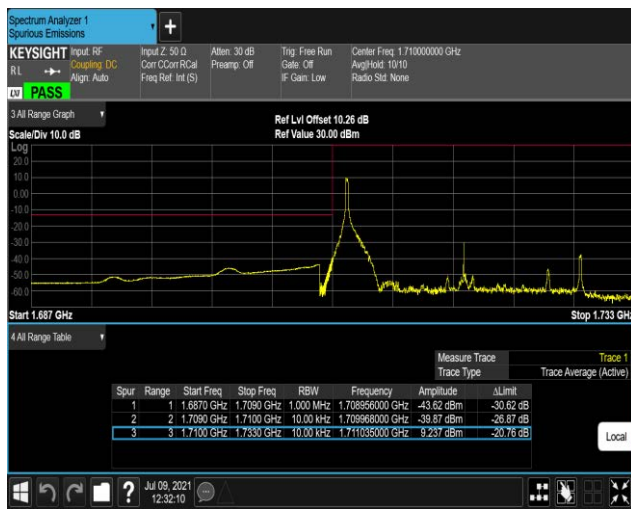 Spectrum Analyzer 1
Spurious Emissions
KEYSIGHT Input: RF Input Z: 50 Ω Atten: 30 dB Trig: Free Run Center Freq: 1.710000000 GHz
RL Coupling: DC Corr CCorr RCal Preamp: Off Gate: Off Avg|Hold: 10/10
Align: Auto Freq Ref: Int (S) IF Gain: Low Radio Std: None
LXI PASS
3 All Range Graph
Ref Lvl Offset 10.26 dB
Scale/Div 10.0 dB Ref Value 30.00 dBm
Log
20.0
10.0
0.00
-10.0
-20.0
-30.0
-40.0
-50.0
-60.0
Start 1.687 GHz Stop 1.733 GHz
4 All Range Table
Measure Trace Trace 1
Trace Type Trace Average (Active)
Spur Range Start Freq Stop Freq RBW Frequency Amplitude ΔLimit
1 1 1.6870 GHz 1.7090 GHz 1.000 MHz 1.708956000 GHz -43.62 dBm -30.62 dB
2 2 1.7090 GHz 1.7100 GHz 10.00 kHz 1.709968000 GHz -39.87 dBm -26.87 dB
3 3 1.7100 GHz 1.7330 GHz 10.00 kHz 1.711035000 GHz 9.237 dBm -20.76 dB
Local
? Jul 09, 2021
12:32:10